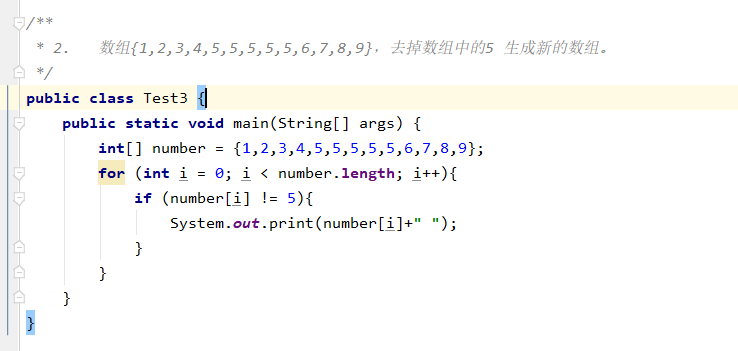 /**
 * 2.   数组{1,2,3,4,5,5,5,5,5,6,7,8,9}，去掉数组中的5 生成新的数组。
 */
public class Test3 {
    public static void main(String[] args) {
        int[] number = {1,2,3,4,5,5,5,5,5,6,7,8,9};
        for (int i = 0; i < number.length; i++){
            if (number[i] != 5){
                System.out.print(number[i]+" ");
            }
        }
    }
}